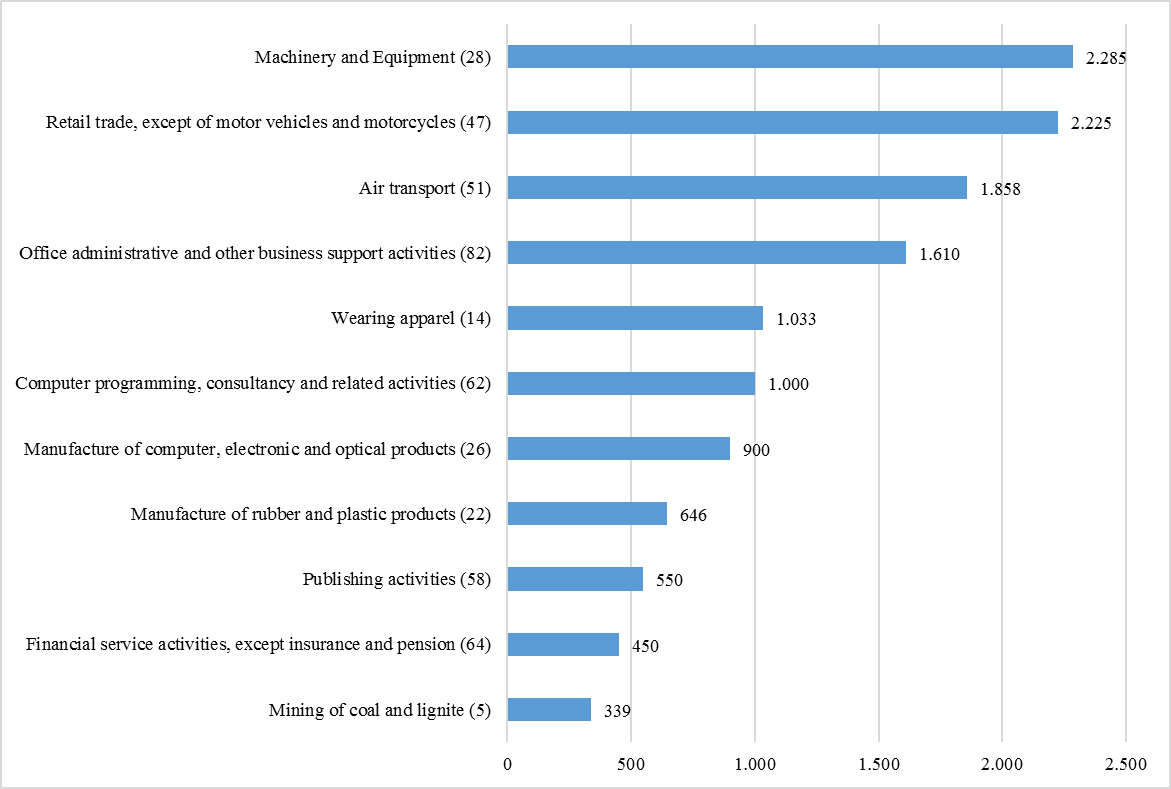 Machinery and Equipment (28) 2.285
Retail trade, except of motor vehicles and motorcycles (47) 2.225
Air transport (51) 1.858
Office administrative and other business support activities (82) 1.610
Wearing apparel (14) 1.033
Computer programming, consultancy and related activities (62) 1.000
Manufacture of computer, electronic and optical products (26) 900
Manufacture of rubber and plastic products (22) 646
Publishing activities (58) 550
Financial service activities, except insurance and pension (64) 450
Mining of coal and lignite (5) 339
0 500 1.000 1.500 2.000 2.500